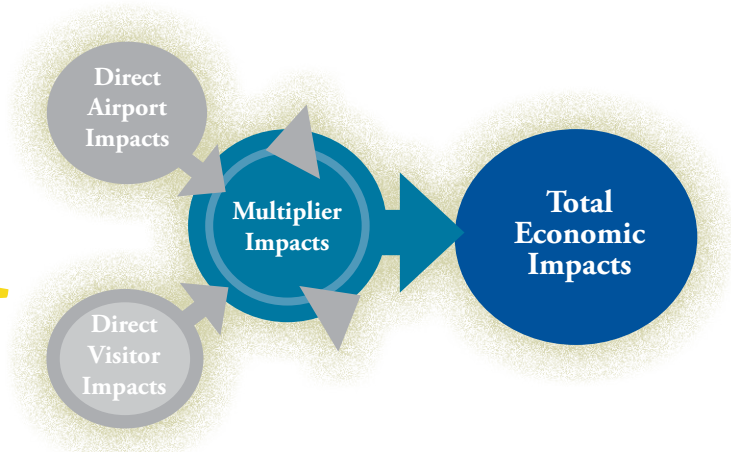 Direct
Airport
Impacts
Multiplier
Impacts
Total
Economic
Impacts
Direct
Visitor
Impacts